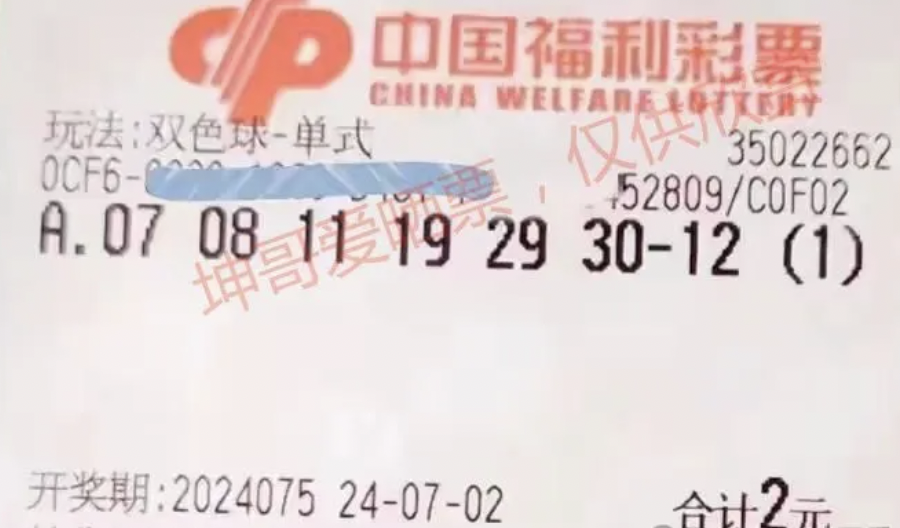 中国福利彩票
CHINA WELFARE LOTTERY
玩法:双色球-单式 35022662
0CF6- 52809/C0F02
A.07 08 11 19 29 30-12 (1)
坤哥爱晒票，仅供欣赏
开奖期:2024075 24-07-02 合计2元